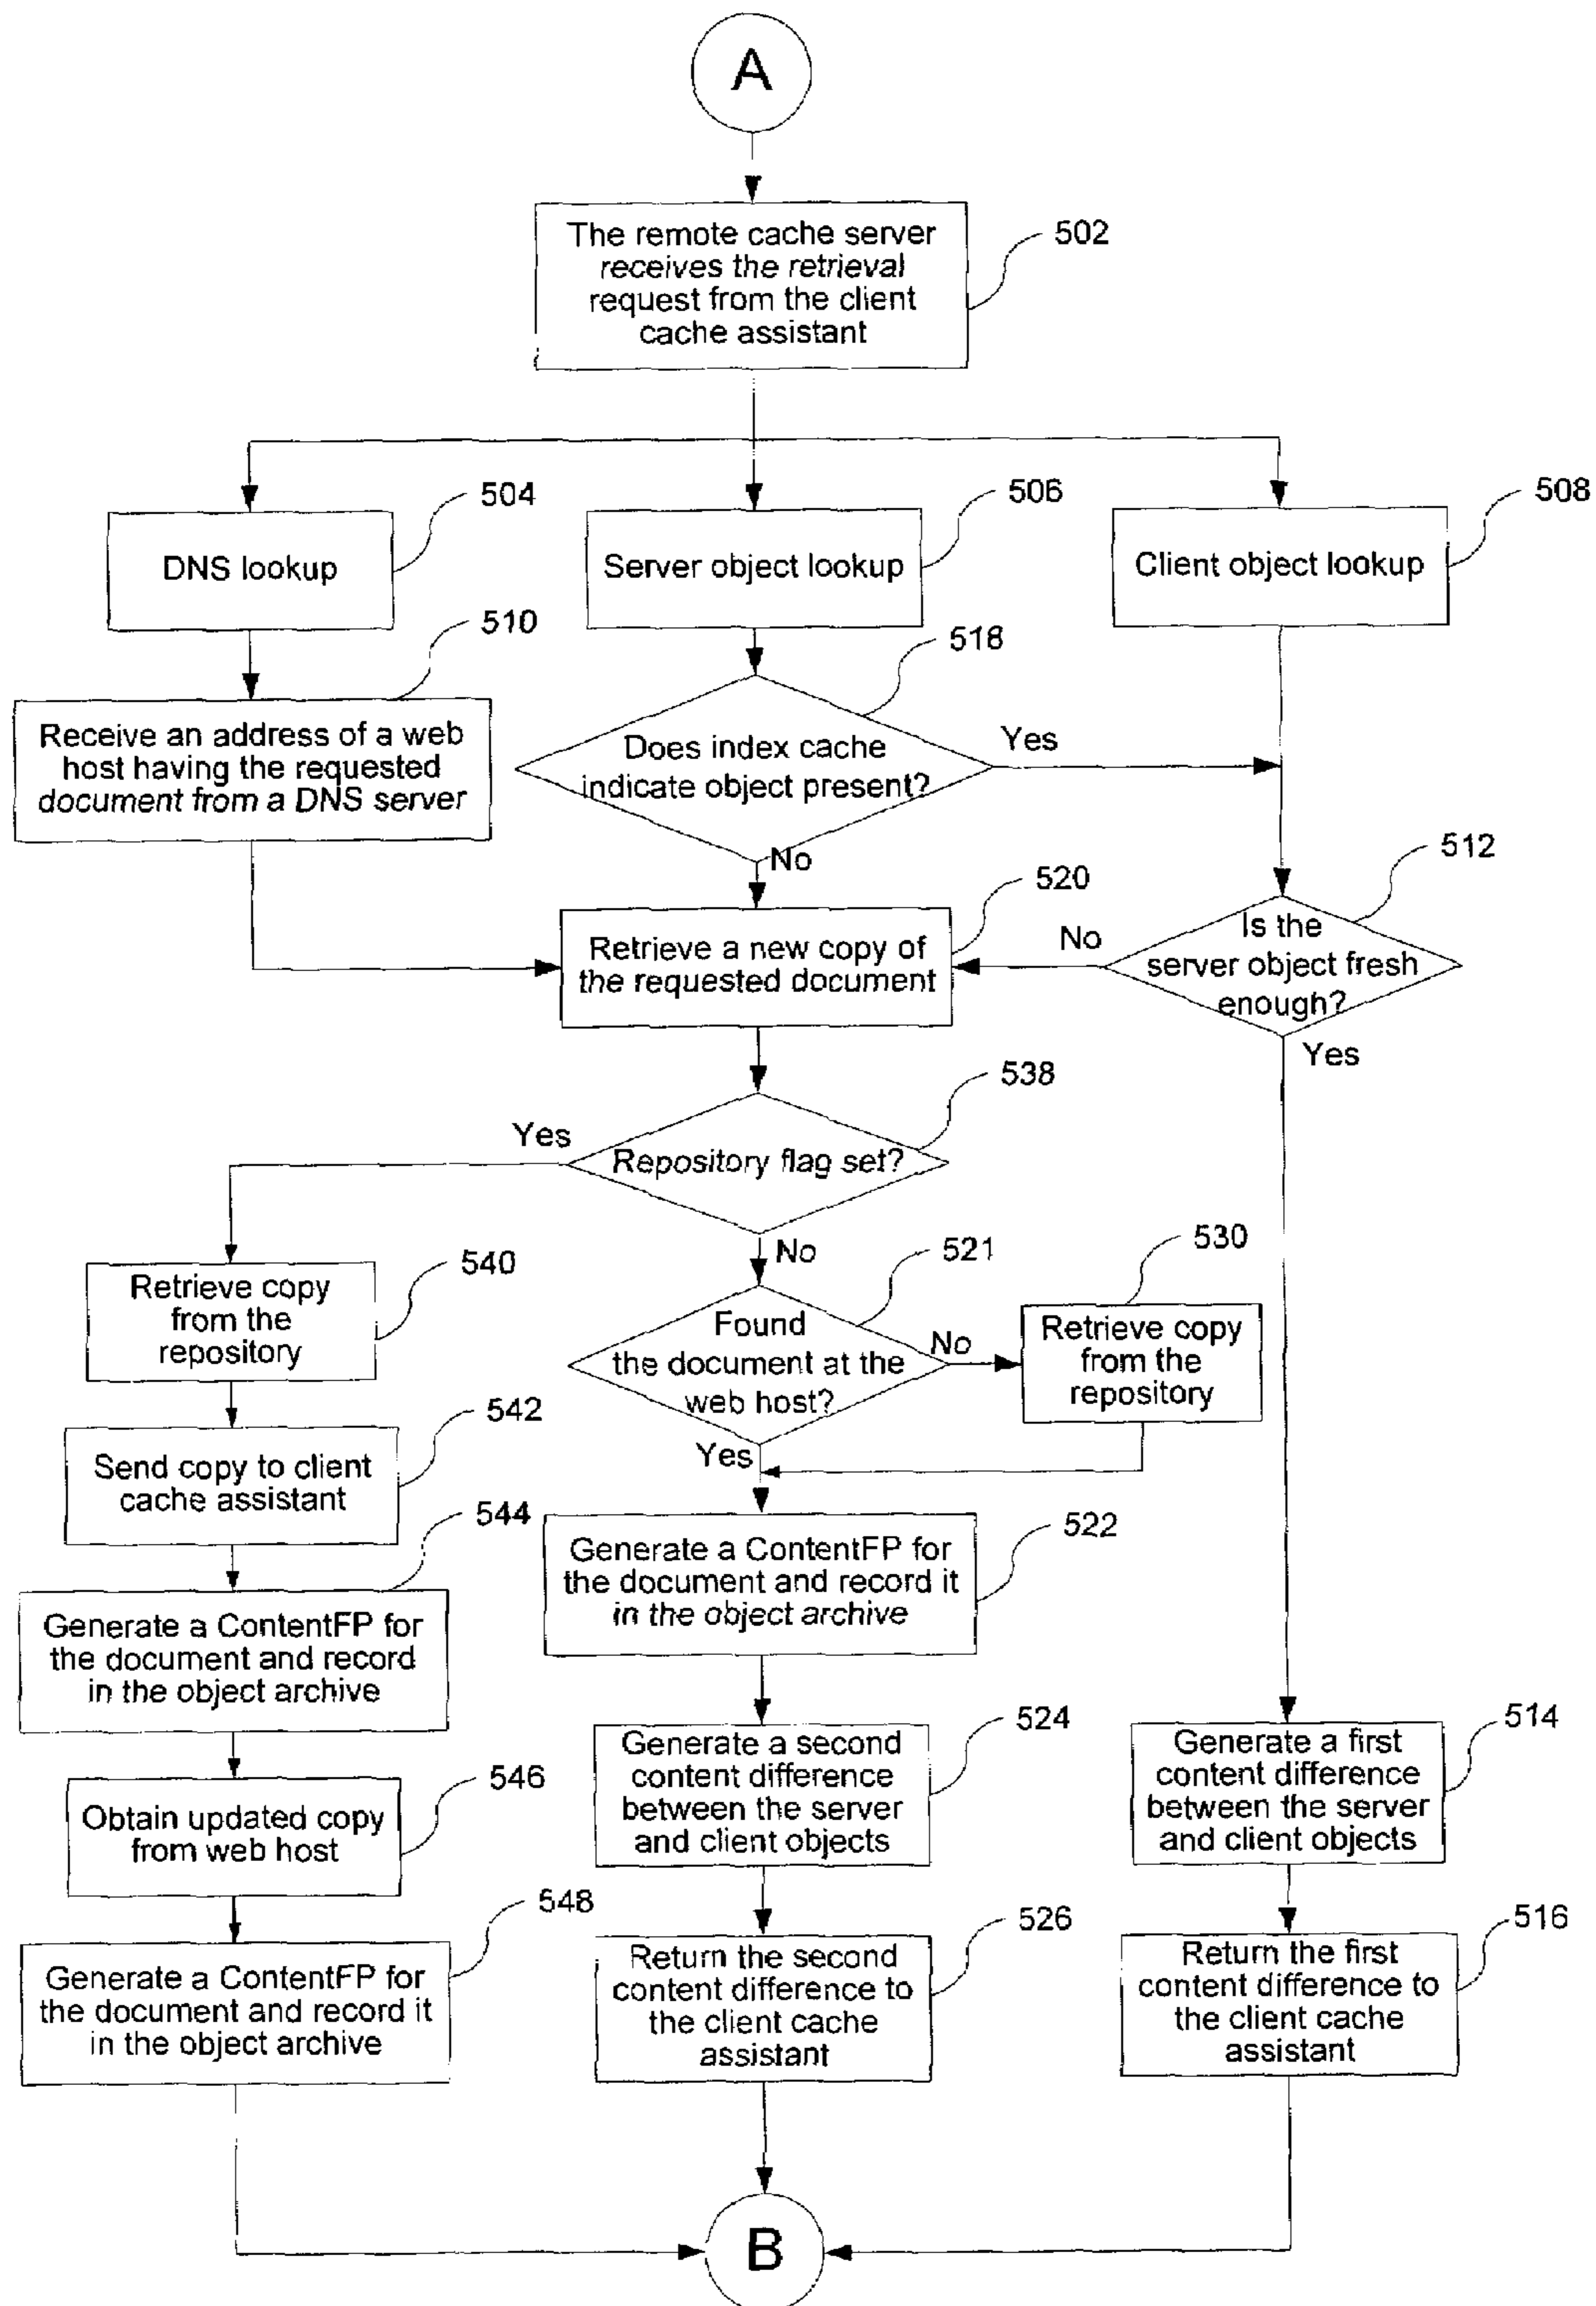 A
The remote cache server
receives the retrieval
request from the client
cache assistant
502
DNS lookup
504
Server object lookup
506
Client object lookup
508
Receive an address of a web
host having the requested
document from a DNS server
510
Does index cache
indicate object present?
518
Yes
No
Retrieve a new copy of
the requested document
520
Is the
server object fresh
enough?
512
No
Yes
Repository flag set?
538
Yes
No
Retrieve copy
from the
repository
540
Found
the document at the
web host?
521
No
Yes
Retrieve copy
from the
repository
530
Send copy to client
cache assistant
542
Generate a ContentFP for
the document and record
in the object archive
544
Generate a ContentFP for
the document and record it
in the object archive
522
Obtain updated copy
from web host
546
Generate a second
content difference
between the server
and client objects
524
Generate a first
content difference
between the server
and client objects
514
Generate a ContentFP for
the document and record it
in the object archive
548
Return the second
content difference to
the client cache
assistant
526
Return the first
content difference to
the client cache
assistant
516
B